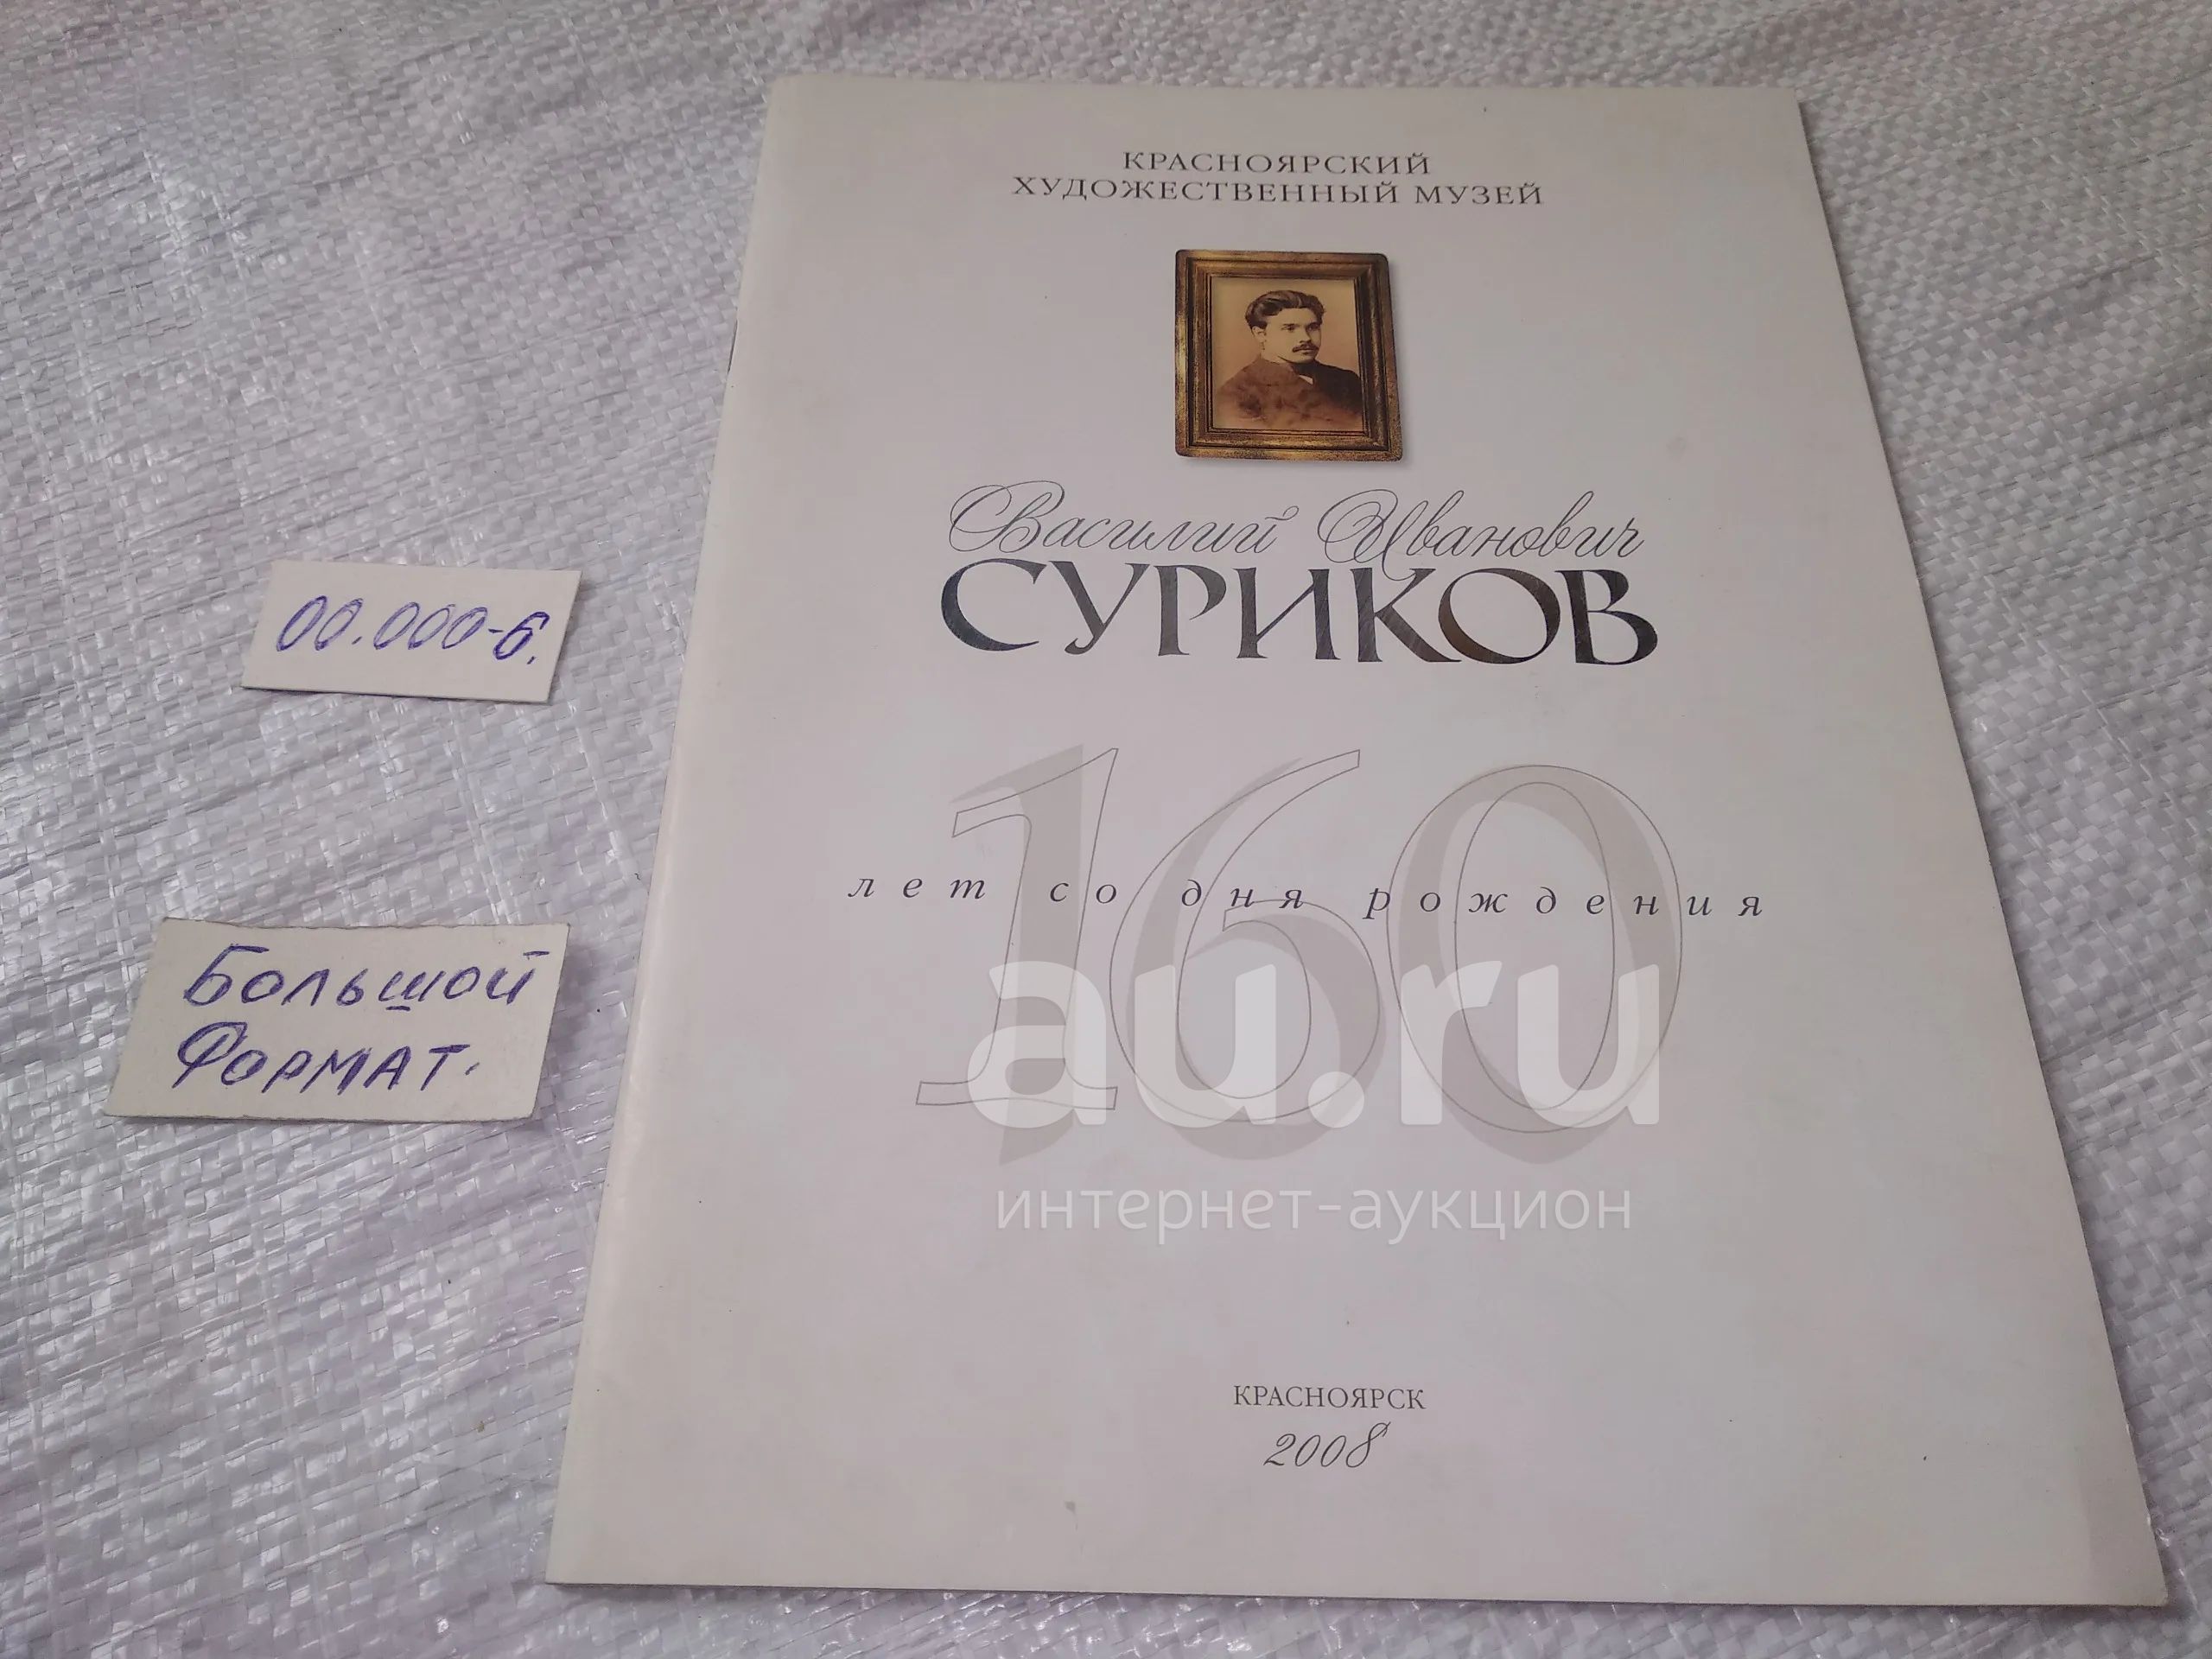 КРАСНОЯРСКИЙ
ХУДОЖЕСТВЕННЫЙ МУЗЕЙ
Василий Иванович
СУРИКОВ
160
лет со дня рождения
au.ru
интернет-аукцион
КРАСНОЯРСК
2008
00.000-б.
Большой
Формат.